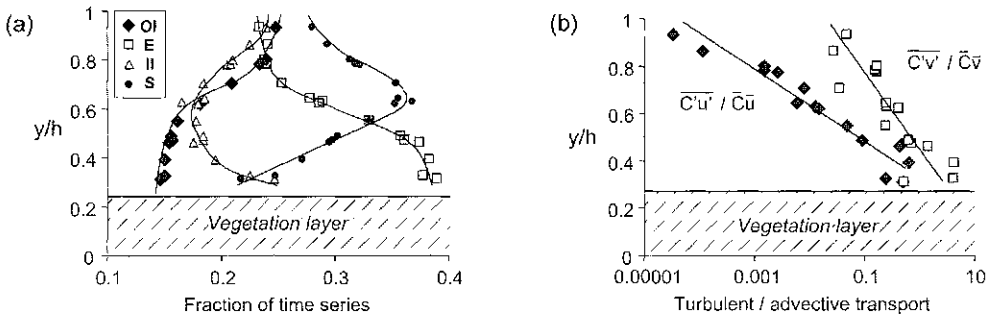 (a)
OI
E
II
S
y/h
1
0.8
0.6
0.4
0.2
0
Vegetation layer
0.1
0.2
0.3
0.4
Fraction of time series
(b)
y/h
1
0.8
0.6
0.4
0.2
0
C'v' / C̄v̄
C'u' / C̄ū
Vegetation layer
0.00001
0.001
0.1
10
Turbulent / advective transport